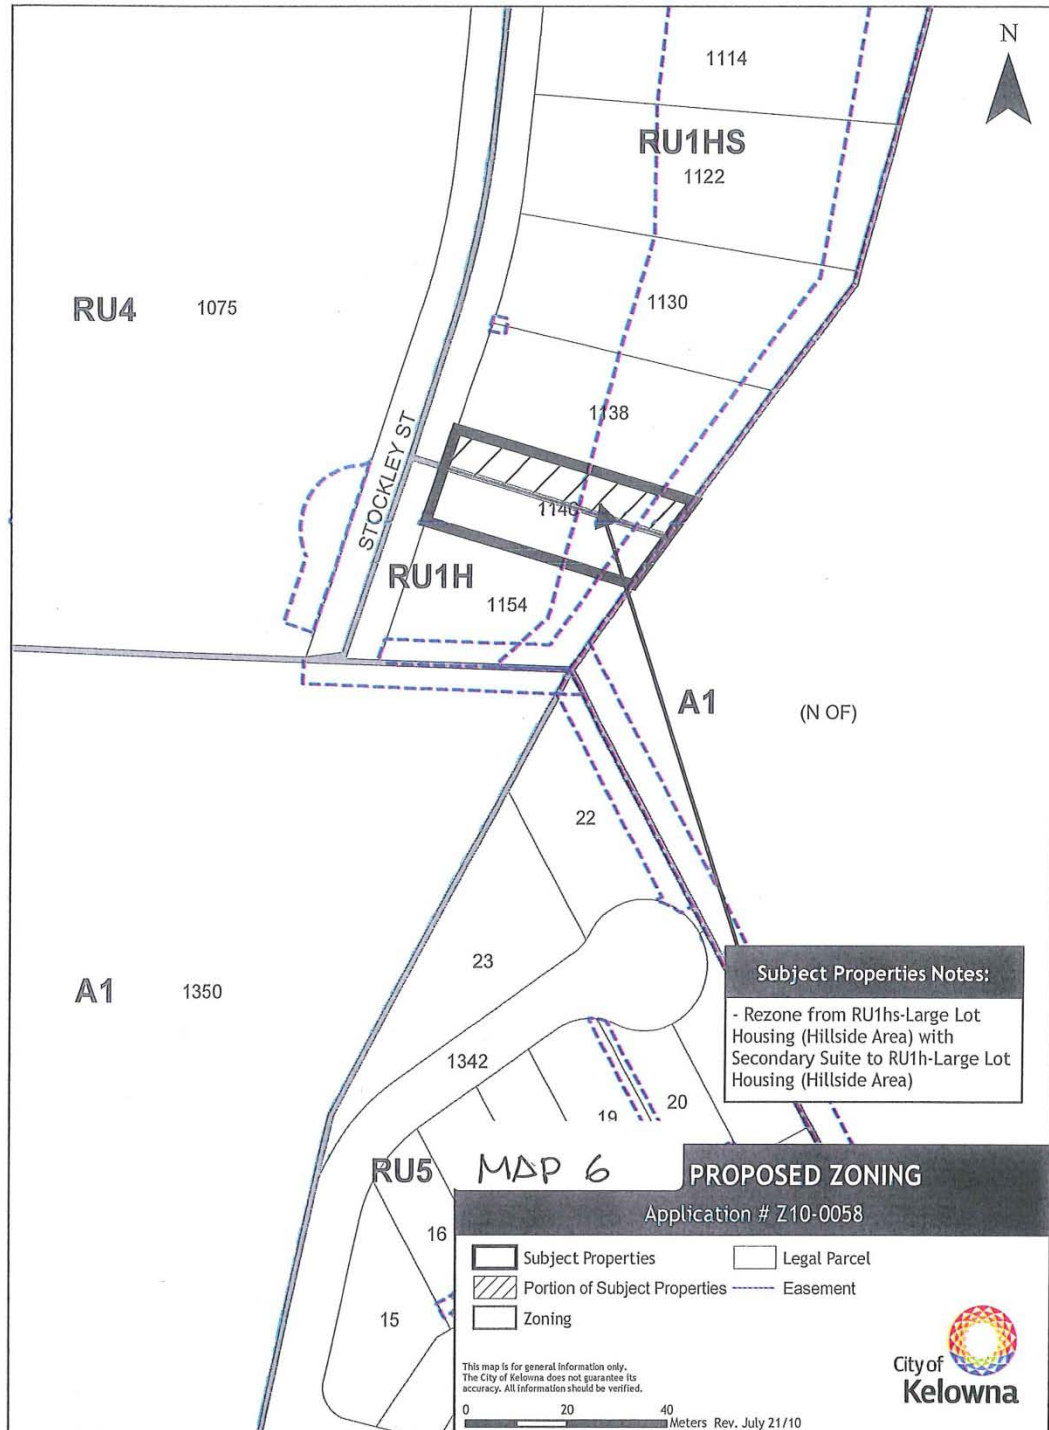 N
1114
RU1HS
1122
RU4
1075
1130
1138
STOCKLEY ST
1146
RU1H
1154
A1
(N OF)
22
23
A1
1350
Subject Properties Notes:
- Rezone from RU1hs-Large Lot
Housing (Hillside Area) with
Secondary Suite to RU1h-Large Lot
Housing (Hillside Area)
1342
19
20
RU5
MAP 6
PROPOSED ZONING
Application # Z10-0058
16
15
Subject Properties
Legal Parcel
Portion of Subject Properties
Easement
Zoning
This map is for general information only.
The City of Kelowna does not guarantee its
accuracy. All information should be verified.
City of
Kelowna
0 20 40
Meters Rev. July 21/10